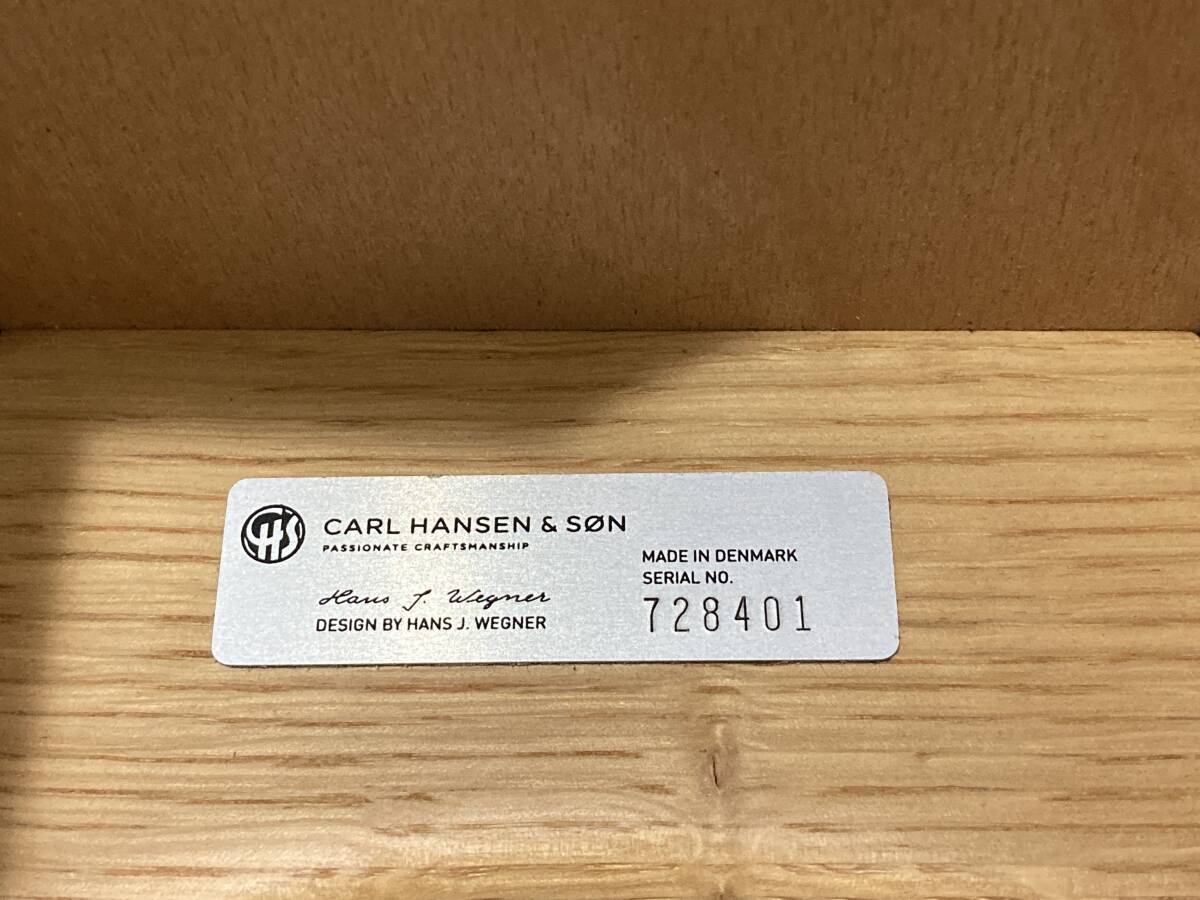 CHS
CARL HANSEN & SØN
PASSIONATE CRAFTSMANSHIP
Hans J. Wegner
DESIGN BY HANS J. WEGNER
MADE IN DENMARK
SERIAL NO.
728401